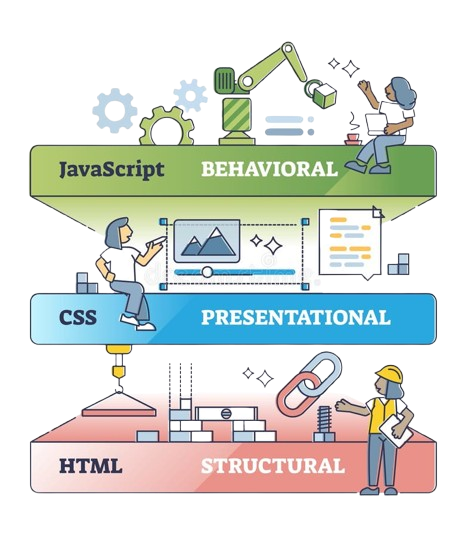 JavaScript BEHAVIORAL
CSS PRESENTATIONAL
HTML STRUCTURAL